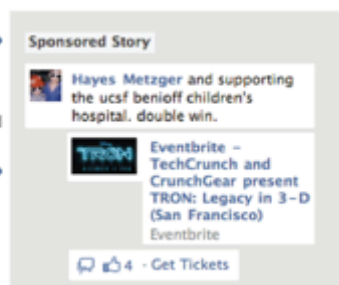 Sponsored Story
Hayes Metzger and supporting
the ucsf benioff children's
hospital. double win.
TRON
Eventbrite –
TechCrunch and
CrunchGear present
TRON: Legacy in 3-D
(San Francisco)
Eventbrite
4 · Get Tickets